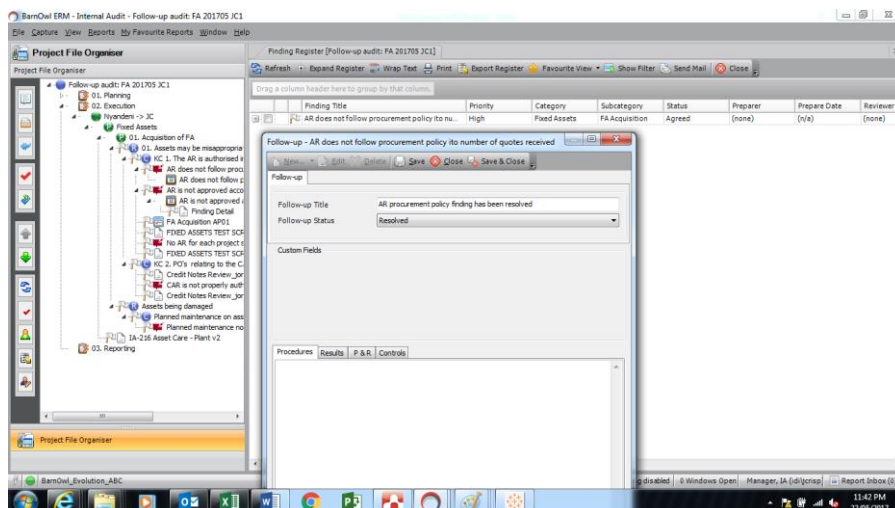 BarnOwl ERM - Internal Audit - Follow-up audit: FA 201705 JC1
File Capture View Reports My Favourite Reports Window Help
Project File Organiser
Project File Organiser
Follow-up audit: FA 201705 JC1
01. Planning
02. Execution
Nyandeni -> JC
Fixed Assets
01. Acquisition of FA
01. Assets may be misappropria
KC 1. The AR is authorised i
AR does not follow proc
AR does not follow p
AR is not approved acco
AR is not approved a
Finding Detail
FA Acquisition AP01
FIXED ASSETS TEST SCR
No AR for each project s
FIXED ASSETS TEST SCR
KC 2. PO's relating to the C
Credit Notes Review_jor
CAR is not properly auth
Credit Notes Review_jor
Assets being damaged
Planned maintenance on ass
Planned maintenance no
IA-216 Asset Care - Plant v2
03. Reporting
Project File Organiser
Finding Register [Follow-up audit: FA 201705 JC1]
Refresh Expand Register Wrap Text Print Export Register Favourite View Show Filter Send Mail Close
Drag a column header here to group by that column.
Finding Title Priority Category Subcategory Status Preparer Prepare Date Reviewer
AR does not follow procurement policy ito nu... High Fixed Assets FA Acquisition Agreed (none) (n/a) (none)
Follow-up - AR does not follow procurement policy ito number of quotes received
New... Edit Delete Save Close Save & Close
Follow-up
Follow-up Title AR procurement policy finding has been resolved
Follow-up Status Resolved
Custom Fields
Procedures Results P & R Controls
BarnOwl_Evolution_ABC
g disabled 0 Windows Open Manager, IA (idi\jcrisp) Report Inbox (0
11:42 PM